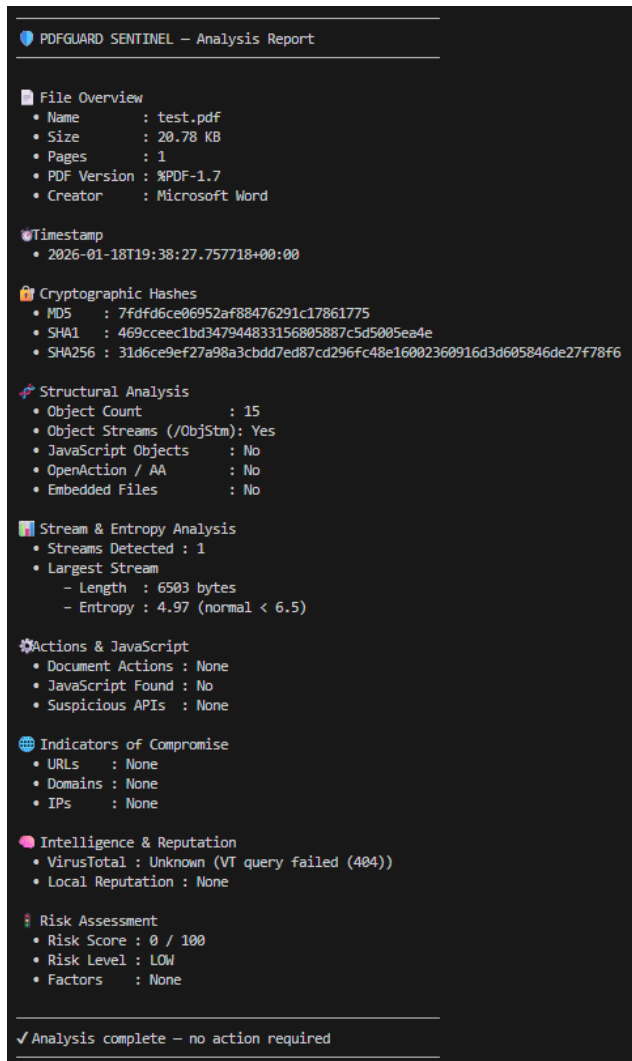 🛡️ PDFGUARD SENTINEL — Analysis Report
📄 File Overview
• Name : test.pdf
• Size : 20.78 KB
• Pages : 1
• PDF Version : %PDF-1.7
• Creator : Microsoft Word
⏱️Timestamp
• 2026-01-18T19:38:27.757718+00:00
🔐 Cryptographic Hashes
• MD5 : 7fdfd6ce06952af88476291c17861775
• SHA1 : 469cceec1bd347944833156805887c5d5005ea4e
• SHA256 : 31d6ce9ef27a98a3cbdd7ed87cd296fc48e16002360916d3d605846de27f78f6
🧬 Structural Analysis
• Object Count : 15
• Object Streams (/ObjStm): Yes
• JavaScript Objects : No
• OpenAction / AA : No
• Embedded Files : No
📊 Stream & Entropy Analysis
• Streams Detected : 1
• Largest Stream
– Length : 6503 bytes
– Entropy : 4.97 (normal < 6.5)
⚙️Actions & JavaScript
• Document Actions : None
• JavaScript Found : No
• Suspicious APIs : None
🌐 Indicators of Compromise
• URLs : None
• Domains : None
• IPs : None
🧠 Intelligence & Reputation
• VirusTotal : Unknown (VT query failed (404))
• Local Reputation : None
🚦 Risk Assessment
• Risk Score : 0 / 100
• Risk Level : LOW
• Factors : None
✔ Analysis complete — no action required